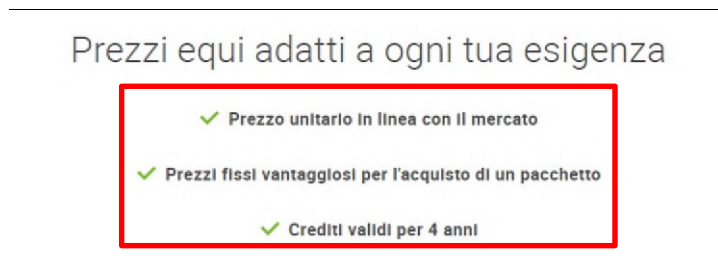 Prezzi equi adatti a ogni tua esigenza
Prezzo unitario in linea con il mercato
Prezzi fissi vantaggiosi per l'acquisto di un pacchetto
Crediti validi per 4 anni